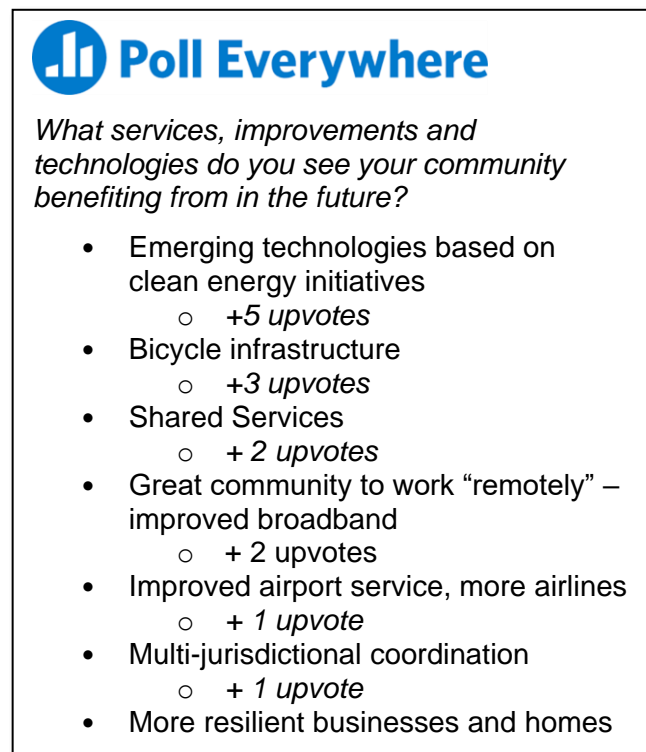 Poll Everywhere
What services, improvements and
technologies do you see your community
benefiting from in the future?
• Emerging technologies based on
clean energy initiatives
o +5 upvotes
• Bicycle infrastructure
o +3 upvotes
• Shared Services
o + 2 upvotes
• Great community to work “remotely” –
improved broadband
o + 2 upvotes
• Improved airport service, more airlines
o + 1 upvote
• Multi-jurisdictional coordination
o + 1 upvote
• More resilient businesses and homes